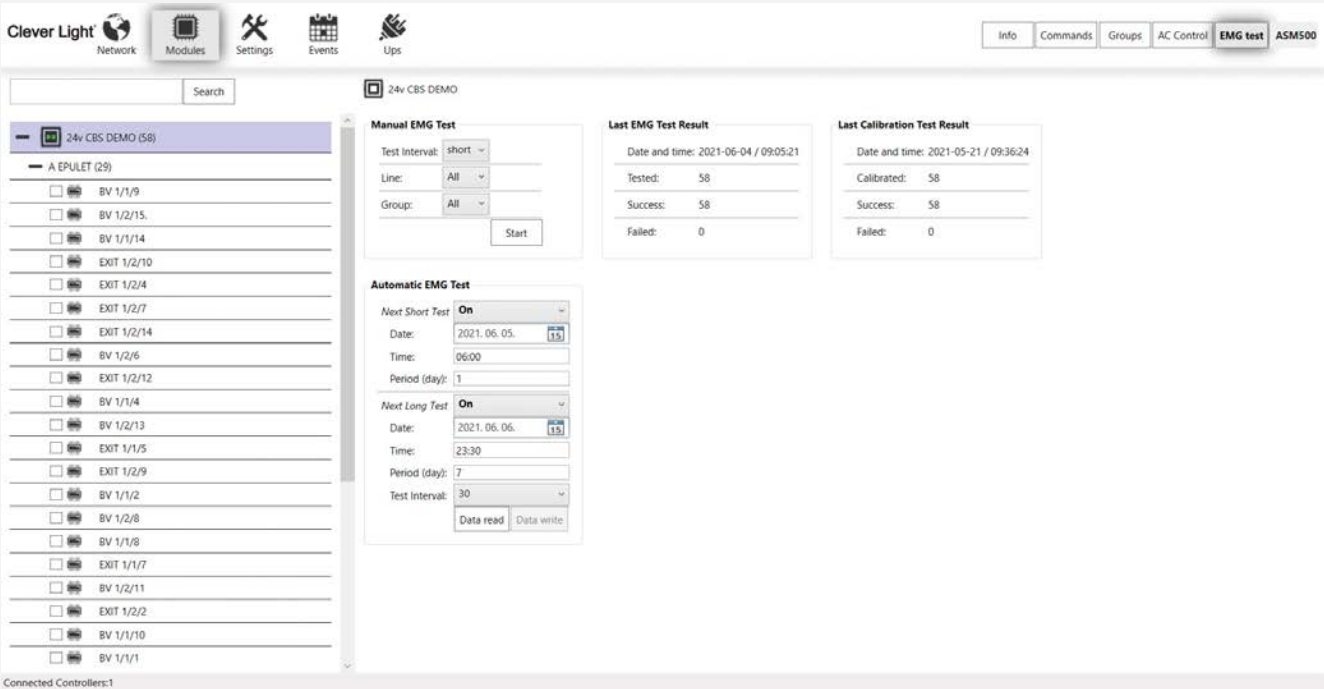 Clever Light
Network
Modules
Settings
Events
Ups
Info
Commands
Groups
AC Control
EMG test
ASM500
Search
24v CBS DEMO (58)
A EPULET (29)
BV 1/1/9
BV 1/2/15.
BV 1/1/14
EXIT 1/2/10
EXIT 1/2/4
EXIT 1/2/7
EXIT 1/2/14
BV 1/2/6
EXIT 1/2/12
BV 1/1/4
BV 1/2/13
EXIT 1/1/5
EXIT 1/2/9
BV 1/1/2
BV 1/2/8
BV 1/1/8
EXIT 1/1/7
BV 1/2/11
EXIT 1/2/2
BV 1/1/10
BV 1/1/1
24v CBS DEMO
Manual EMG Test
Test Interval: short
Line: All
Group: All
Start
Last EMG Test Result
Date and time: 2021-06-04 / 09:05:21
Tested: 58
Success: 58
Failed: 0
Last Calibration Test Result
Date and time: 2021-05-21 / 09:36:24
Calibrated: 58
Success: 58
Failed: 0
Automatic EMG Test
Next Short Test On
Date: 2021. 06. 05. 15
Time: 06:00
Period (day): 1
Next Long Test On
Date: 2021. 06. 06. 15
Time: 23:30
Period (day): 7
Test Interval: 30
Data read Data write
Connected Controllers:1